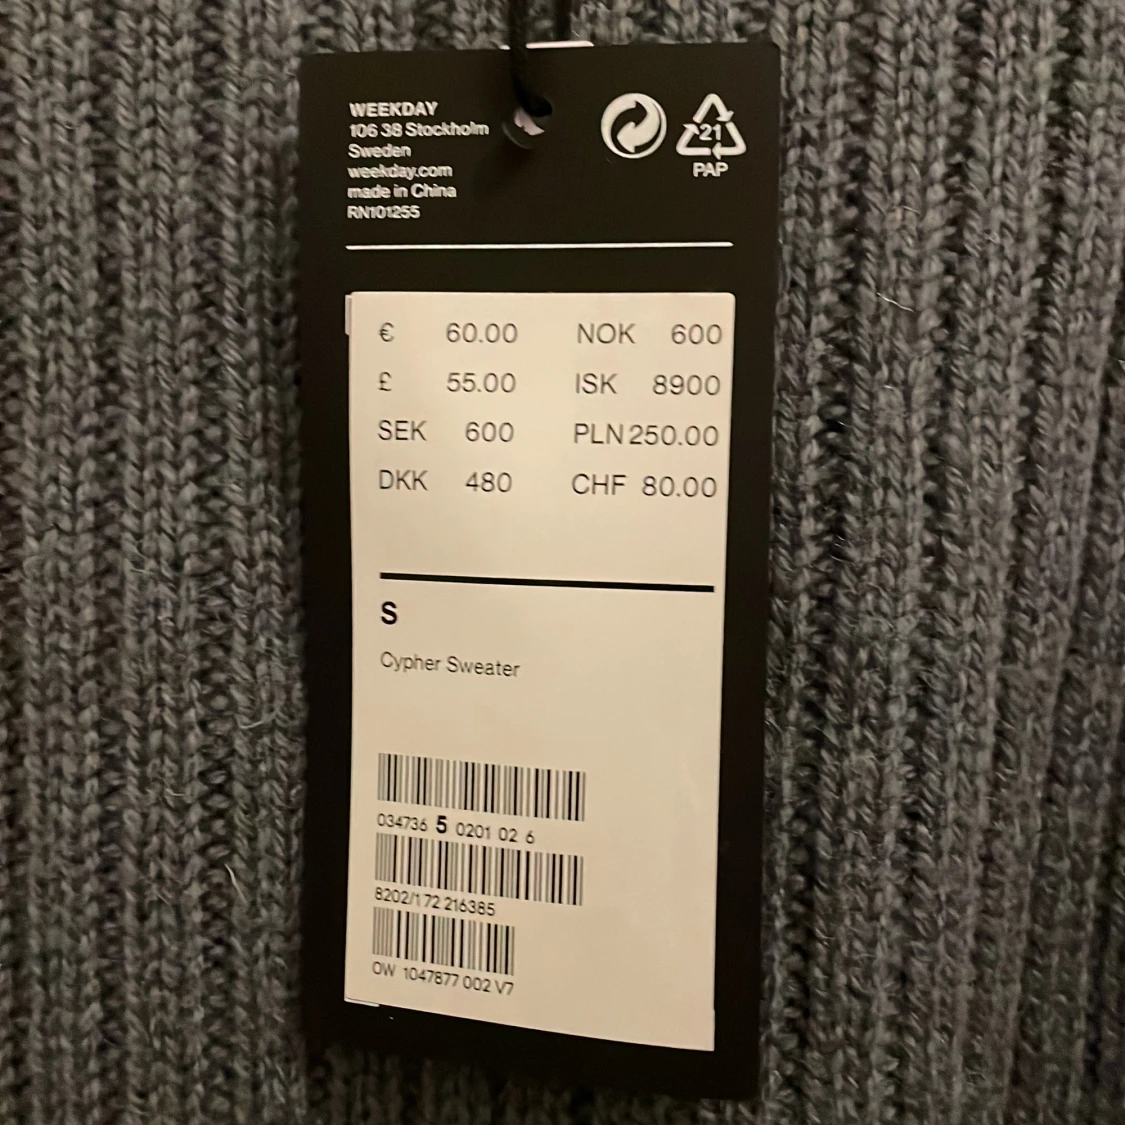 WEEKDAY
106 38 Stockholm
Sweden
weekday.com
made in China
RN101255
21
PAP
€ 60.00 NOK 600
£ 55.00 ISK 8900
SEK 600 PLN 250.00
DKK 480 CHF 80.00
S
Cypher Sweater
034736 5 0201 02 6
8202/172 216385
OW 1047877 002 V7